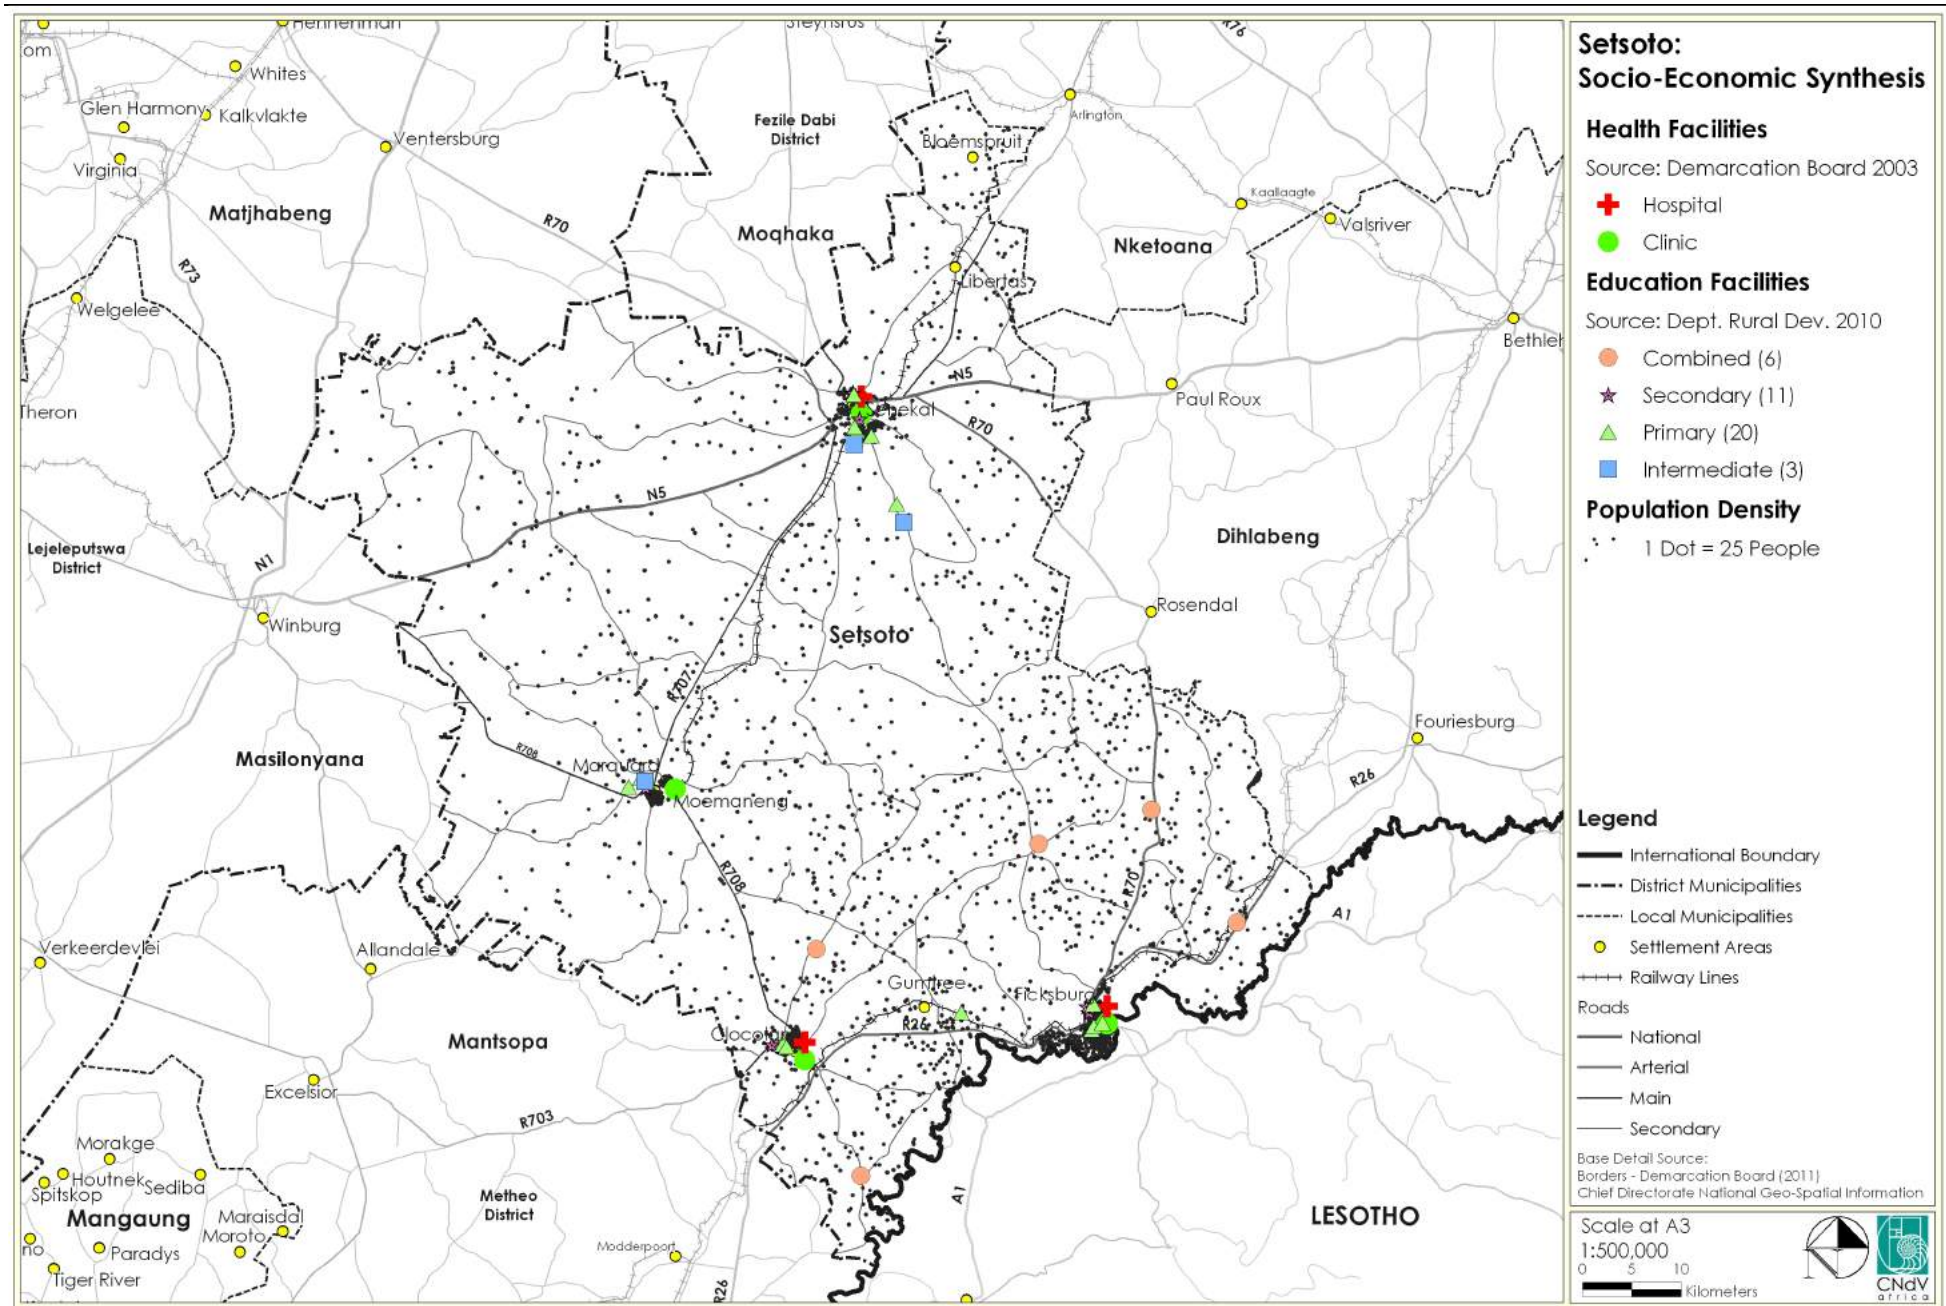 Hennenman
Steynsrus
R76
Whites
Glen Harmony
Kalkvlakte
Virginia
Ventersburg
Fezile Dabi
District
Bloemspruit
Arlington
Matjhabeng
R70
Moqhaka
Nketoana
Kaallaagte
Valsriver
R73
Welgelee
Libertas
Theron
N5
Paul Roux
R70
N5
Lejeleputswa
District
N1
Dihlabeng
Winburg
Rosendal
Setsoto
R707
Masilonyana
R708
Marquard
Moemaneng
Fouriesburg
R26
R708
R70
A1
Verkeerdevlei
Allandale
Gumtree
Ficksburg
R26
Mantsopa
Excelsior
R703
Morakge
Houtnek
Spitskop
Sediba
Mangaung
Maraisdal
Moroto
Paradys
Tiger River
Metheo
District
Modderpoort
R26
A1
LESOTHO
Setsoto:
Socio-Economic Synthesis
Health Facilities
Source: Demarcation Board 2003
Hospital
Clinic
Education Facilities
Source: Dept. Rural Dev. 2010
Combined (6)
Secondary (11)
Primary (20)
Intermediate (3)
Population Density
1 Dot = 25 People
Legend
International Boundary
District Municipalities
Local Municipalities
Settlement Areas
Railway Lines
Roads
National
Arterial
Main
Secondary
Base Detail Source:
Borders - Demarcation Board (2011)
Chief Directorate National Geo-Spatial Information
Scale at A3
1:500,000
0 5 10
Kilometers
N
CNdV
africa